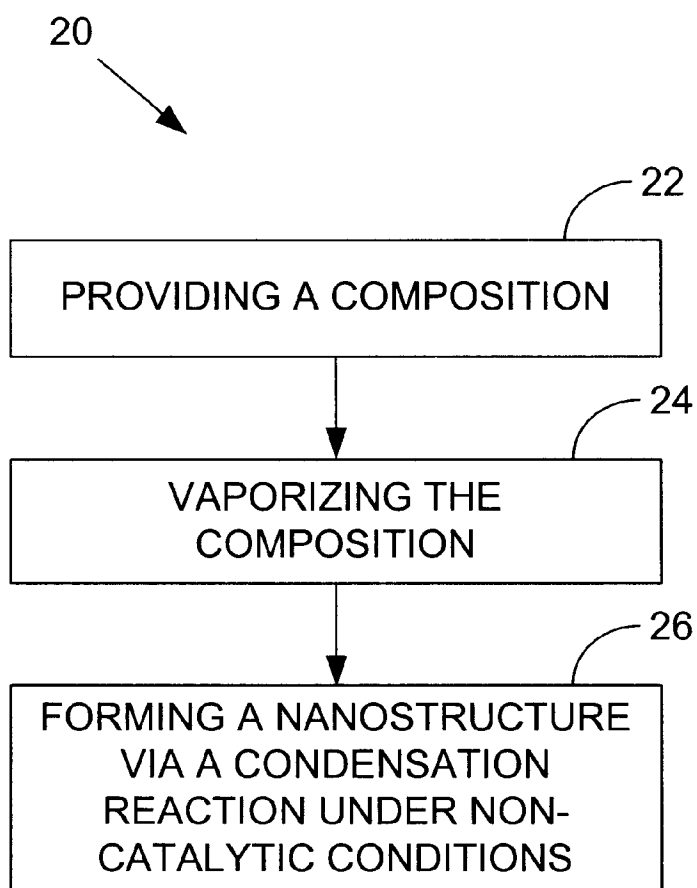 20
22
PROVIDING A COMPOSITION
24
VAPORIZING THE
COMPOSITION
26
FORMING A NANOSTRUCTURE
VIA A CONDENSATION
REACTION UNDER NON-
CATALYTIC CONDITIONS